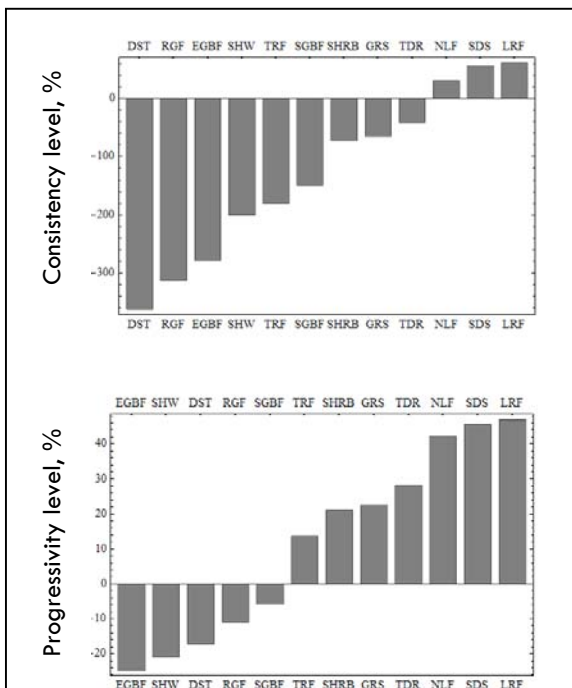 DST RGF EGBF SHW TRF SGBF SHRB GRS TDR NLF SDS LRF
Consistency level, %
0
-100
-200
-300
DST RGF EGBF SHW TRF SGBF SHRB GRS TDR NLF SDS LRF
EGBF SHW DST RGF SGBF TRF SHRB GRS TDR NLF SDS LRF
Progressivity level, %
40
30
20
10
0
-10
-20
EGBF SHW DST RGF SGBF TRF SHRB GRS TDR NLF SDS LRF